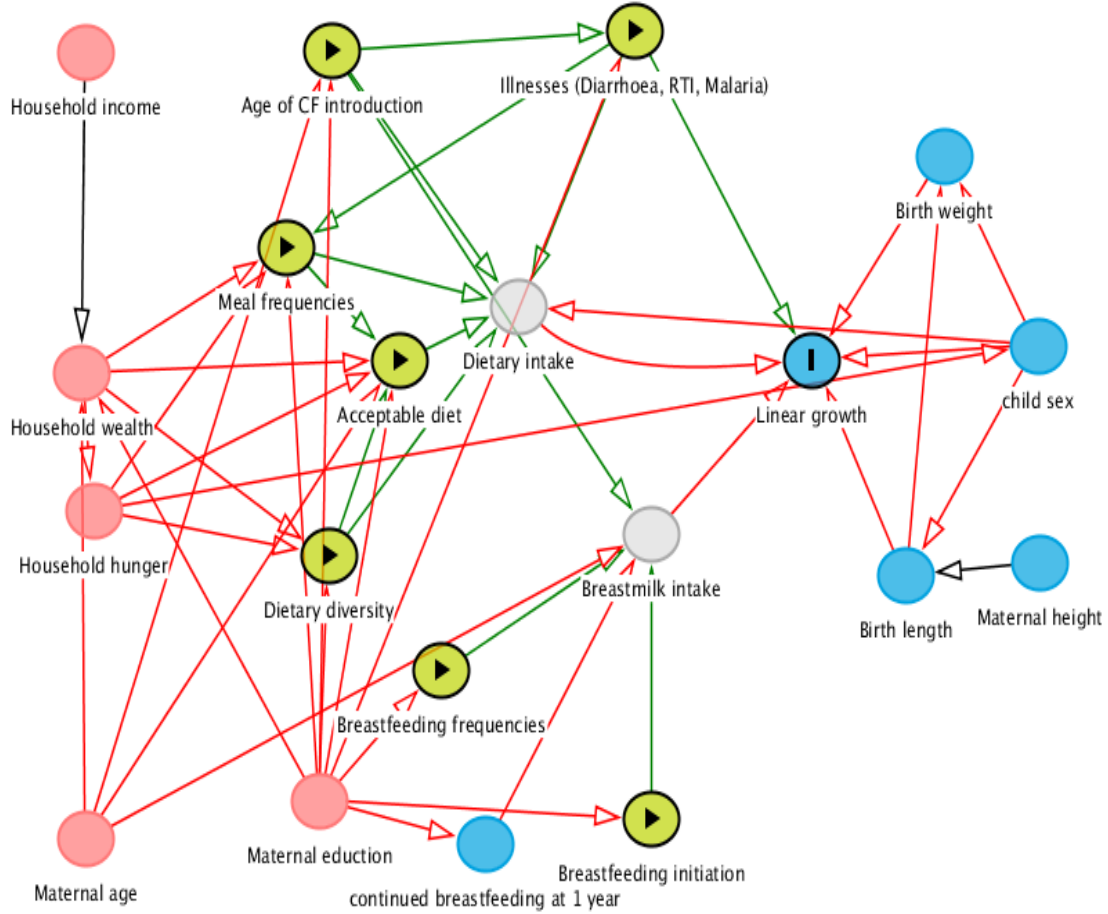 Household income
Age of CF introduction
Illnesses (Diarrhoea, RTI, Malaria)
Birth weight
Meal frequencies
Dietary intake
child sex
Household wealth
Acceptable diet
Linear growth
Household hunger
Dietary diversity
Breastmilk intake
Birth length
Maternal height
Breastfeeding frequencies
Maternal age
Maternal eduction
continued breastfeeding at 1 year
Breastfeeding initiation